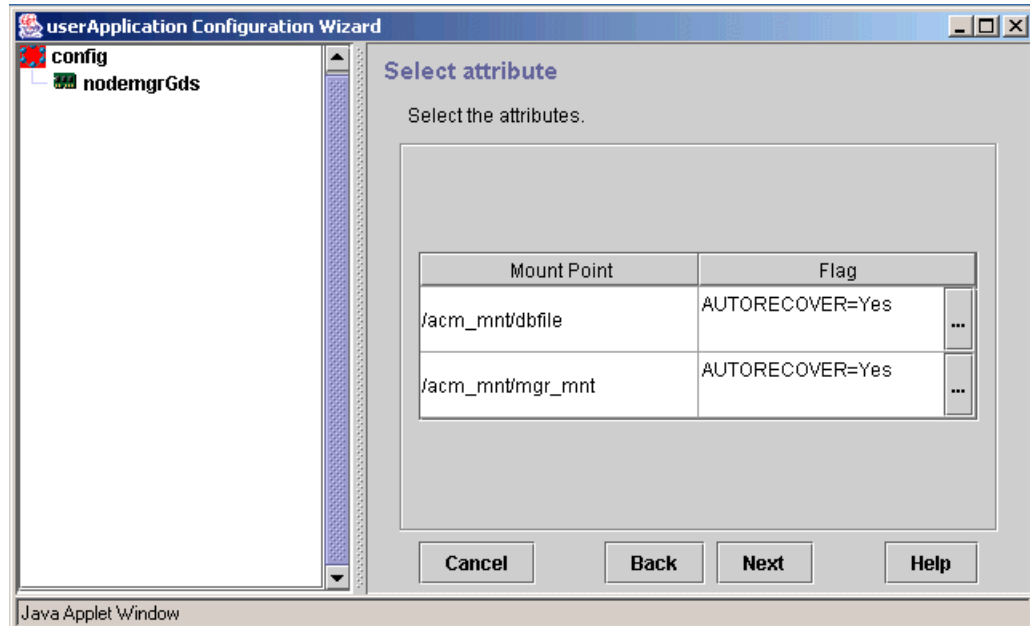 userApplication Configuration Wizard
config
nodemgrGds
Select attribute
Select the attributes.
Mount Point Flag
/acm_mnt/dbfile AUTORECOVER=Yes ...
/acm_mnt/mgr_mnt AUTORECOVER=Yes ...
Cancel Back Next Help
Java Applet Window